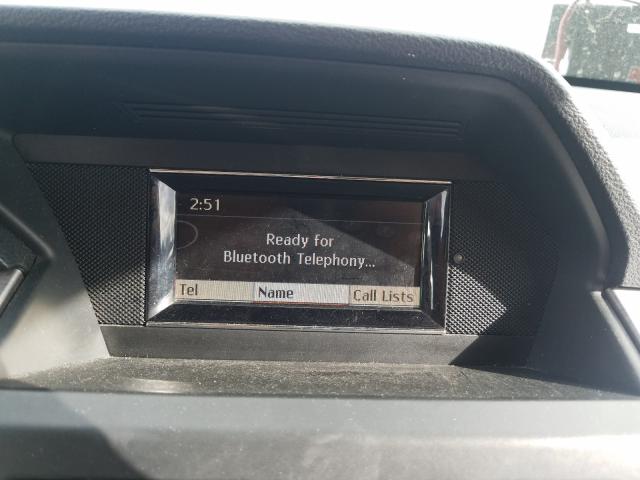 2:51
Ready for
Bluetooth Telephony...
Tel Name Call Lists